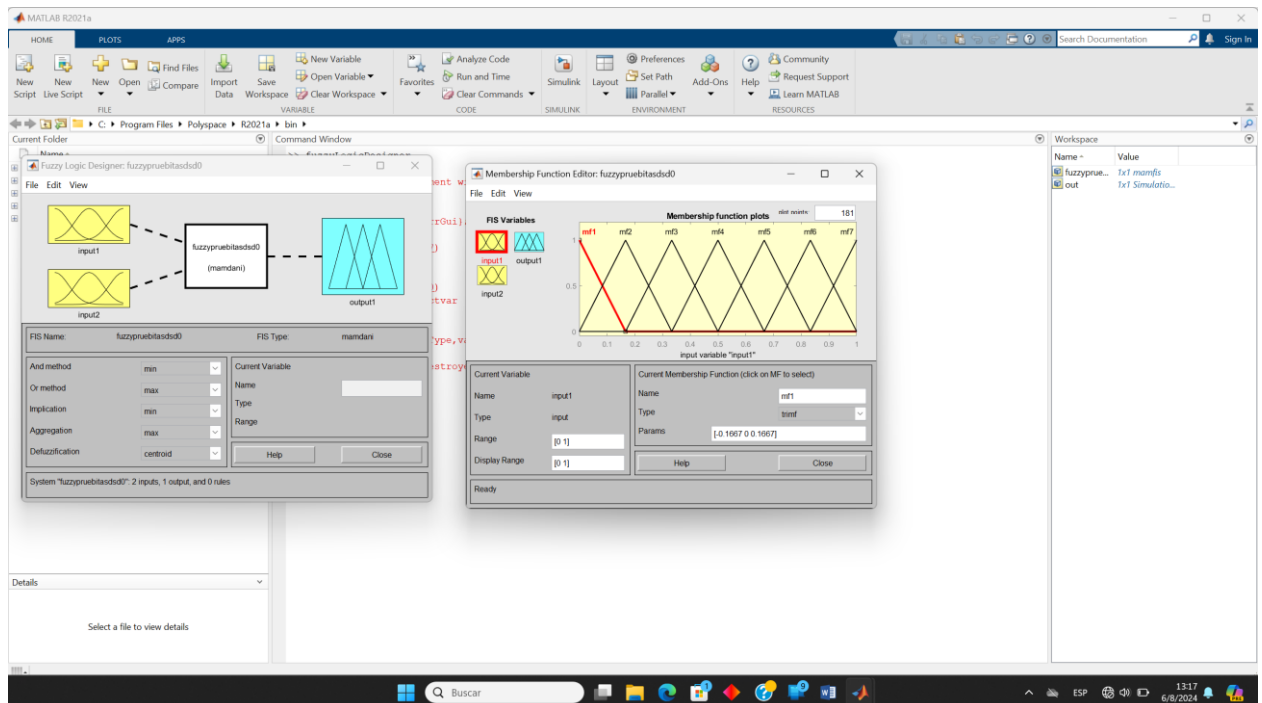 MATLAB R2021a
HOME PLOTS APPS
Search Documentation
Sign In
New Script
New Live Script
New
Open
Find Files
Compare
Import Data
Save Workspace
New Variable
Open Variable
Clear Workspace
Favorites
Analyze Code
Run and Time
Clear Commands
Simulink
Layout
Preferences
Set Path
Parallel
Add-Ons
Help
Community
Request Support
Learn MATLAB
FILE VARIABLE CODE SIMULINK ENVIRONMENT RESOURCES
C: Program Files Polyspace R2021a bin
Current Folder
Command Window
Workspace
Name
Value
fuzzyprue... 1x1 mamfis
out 1x1 Simulatio...
Name
>> fuzzyLogicDesigner
ment w
rrGui)
tvar
ype,v
stroye
Fuzzy Logic Designer: fuzzypruebitasdsd0
File Edit View
input1
input2
fuzzypruebitasdsd0
(mamdani)
output1
FIS Name: fuzzypruebitasdsd0 FIS Type: mamdani
And method min
Or method max
Implication min
Aggregation max
Defuzzification centroid
Current Variable
Name
Type
Range
Help Close
System "fuzzypruebitasdsd0": 2 inputs, 1 output, and 0 rules
Membership Function Editor: fuzzypruebitasdsd0
File Edit View
FIS Variables
input1 output1
input2
Membership function plots plot points: 181
mf1 mf2 mf3 mf4 mf5 mf6 mf7
1
0.5
0
0 0.1 0.2 0.3 0.4 0.5 0.6 0.7 0.8 0.9 1
input variable "input1"
Current Variable
Name input1
Type input
Range [0 1]
Display Range [0 1]
Current Membership Function (click on MF to select)
Name mf1
Type trimf
Params [-0.1667 0 0.1667]
Help Close
Ready
Details
Select a file to view details
Buscar
ESP
13:17
6/8/2024